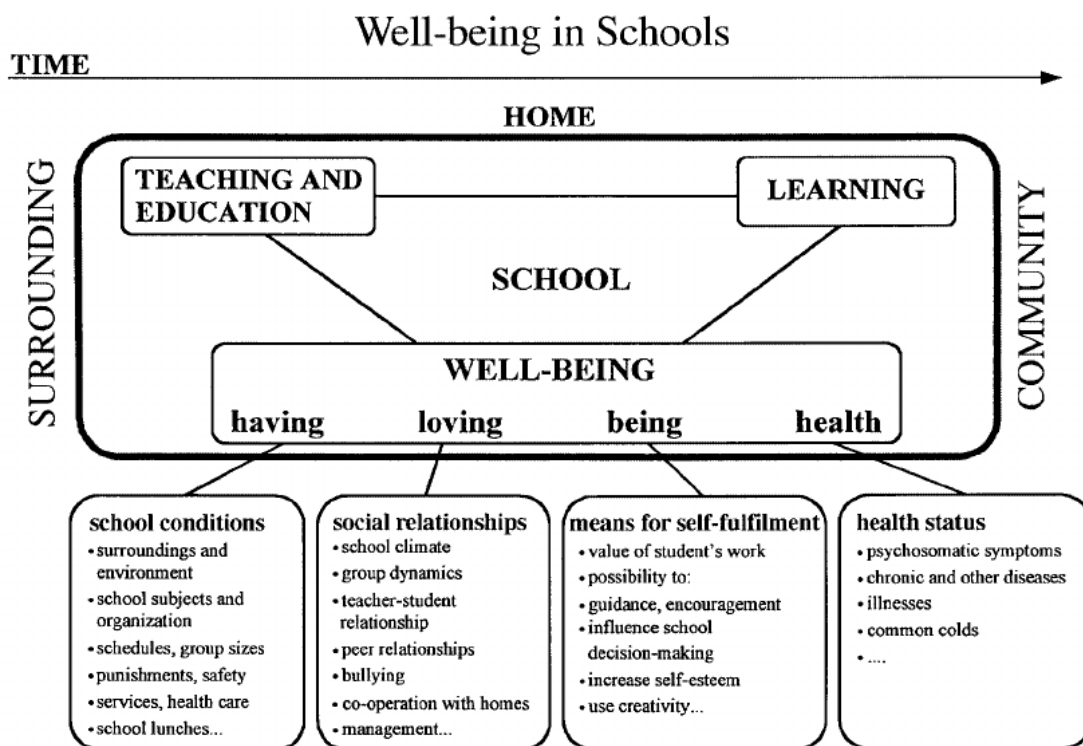 Well-being in Schools
TIME
HOME
SURROUNDING
TEACHING AND
EDUCATION
LEARNING
COMMUNITY
SCHOOL
WELL-BEING
having loving being health
school conditions
• surroundings and
environment
• school subjects and
organization
• schedules, group sizes
• punishments, safety
• services, health care
• school lunches...
social relationships
• school climate
• group dynamics
• teacher-student
relationship
• peer relationships
• bullying
• co-operation with homes
• management...
means for self-fulfilment
• value of student's work
• possibility to:
• guidance, encouragement
• influence school
decision-making
• increase self-esteem
• use creativity...
health status
• psychosomatic symptoms
• chronic and other diseases
• illnesses
• common colds
• ....